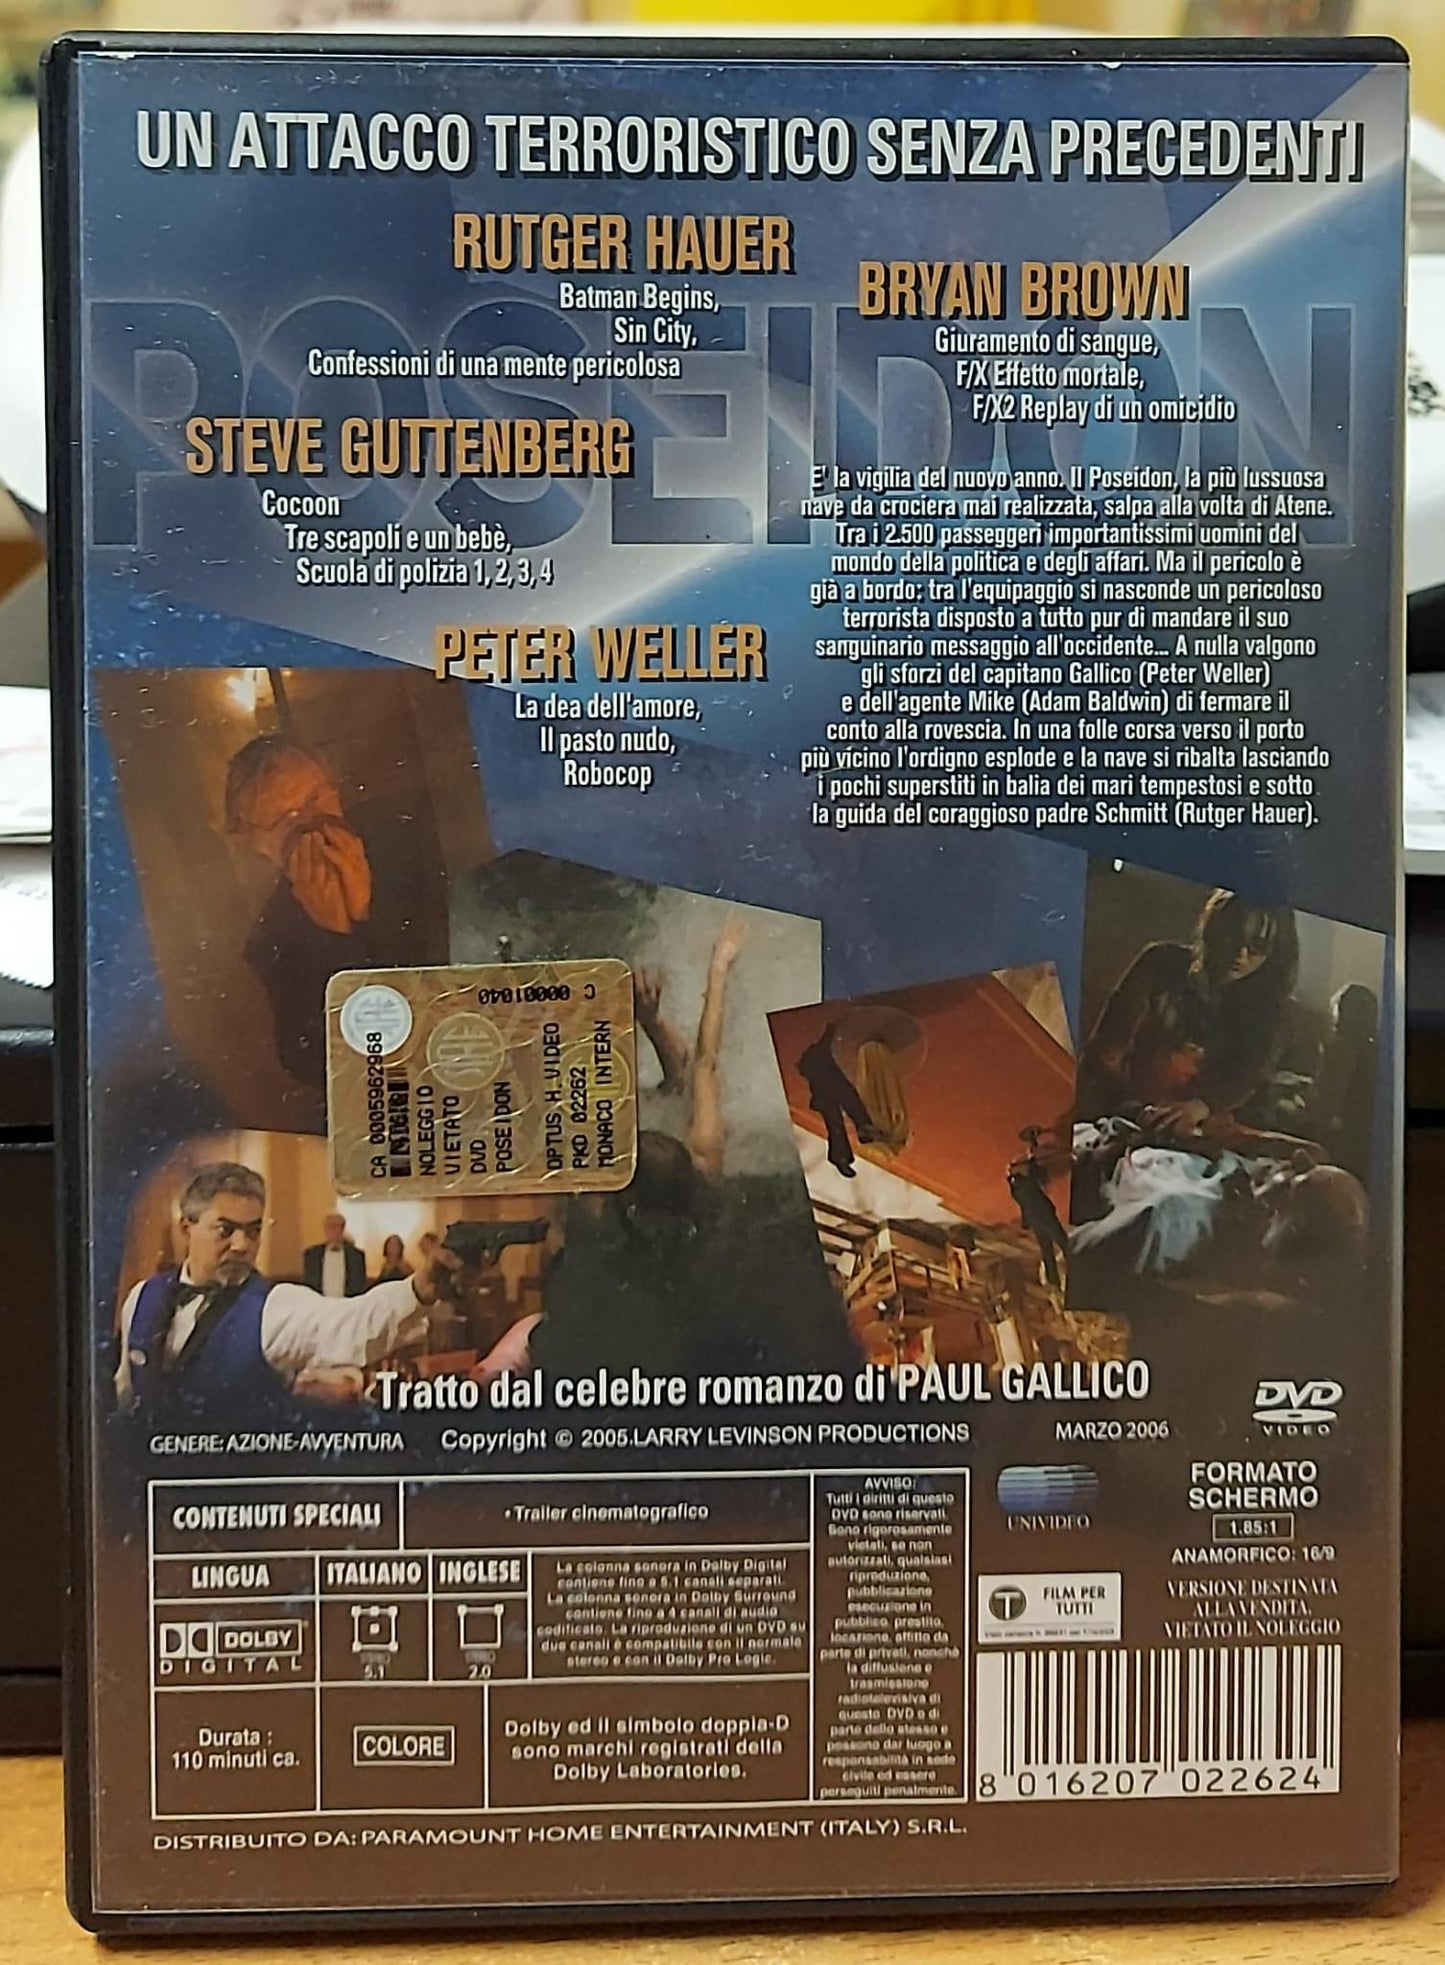 UN ATTACCO TERRORISTICO SENZA PRECEDENTI
RUTGER HAUER
Batman Begins,
Sin City,
Confessioni di una mente pericolosa
BRYAN BROWN
Giuramento di sangue,
F/X Effetto mortale,
F/X2 Replay di un omicidio
POSEIDON
STEVE GUTTENBERG
Cocoon
Tre scapoli e un bebè,
Scuola di polizia 1, 2, 3, 4
PETER WELLER
La dea dell'amore,
Il pasto nudo,
Robocop
E' la vigilia del nuovo anno. Il Poseidon, la più lussuosa
nave da crociera mai realizzata, salpa alla volta di Atene.
Tra i 2.500 passeggeri importantissimi uomini del
mondo della politica e degli affari. Ma il pericolo è
già a bordo: tra l'equipaggio si nasconde un pericoloso
terrorista disposto a tutto pur di mandare il suo
sanguinario messaggio all'occidente... A nulla valgono
gli sforzi del capitano Gallico (Peter Weller)
e dell'agente Mike (Adam Baldwin) di fermare il
conto alla rovescia. In una folle corsa verso il porto
più vicino l'ordigno esplode e la nave si ribalta lasciando
i pochi superstiti in balia dei mari tempestosi e sotto
la guida del coraggioso padre Schmitt (Rutger Hauer).
C 00001040
CA 0005962968
NOLEGGIO
VIETATO
DVD
POSEIDON
OPTUS H.VIDEO
PKD 02262
MONACO INTERN
Tratto dal celebre romanzo di PAUL GALLICO
DVD
VIDEO
GENERE: AZIONE-AVVENTURA
Copyright © 2005.LARRY LEVINSON PRODUCTIONS
MARZO 2006
CONTENUTI SPECIALI
• Trailer cinematografico
LINGUA
ITALIANO
INGLESE
DOLBY
DIGITAL
5.1
2.0
La colonna sonora in Dolby Digital
contiene fino a 5.1 canali separati.
La colonna sonora in Dolby Surround
contiene fino a 4 canali di audio
codificato. La riproduzione di un DVD su
due canali è compatibile con il normale
stereo e con il Dolby Pro Logic.
Durata :
110 minuti ca.
COLORE
Dolby ed il simbolo doppia-D
sono marchi registrati della
Dolby Laboratories.
AVVISO:
Tutti i diritti di questo
DVD sono riservati.
Sono rigorosamente
vietati, se non
autorizzati, qualsiasi
riproduzione,
pubblicazione
esecuzione in
pubblico, prestito,
locazione, affitto da
parte di privati, nonchè
la diffusione e
trasmissione
radiotelevisiva di
questo DVD o di
parte dello stesso e
possono dar luogo a
responsabilità in sede
civile ed essere
perseguiti penalmente.
UNIVIDEO
FORMATO
SCHERMO
1.85:1
ANAMORFICO: 16/9
T
FILM PER
TUTTI
VERSIONE DESTINATA
ALLA VENDITA.
VIETATO IL NOLEGGIO
8 016207 022624
DISTRIBUITO DA: PARAMOUNT HOME ENTERTAINMENT (ITALY) S.R.L.